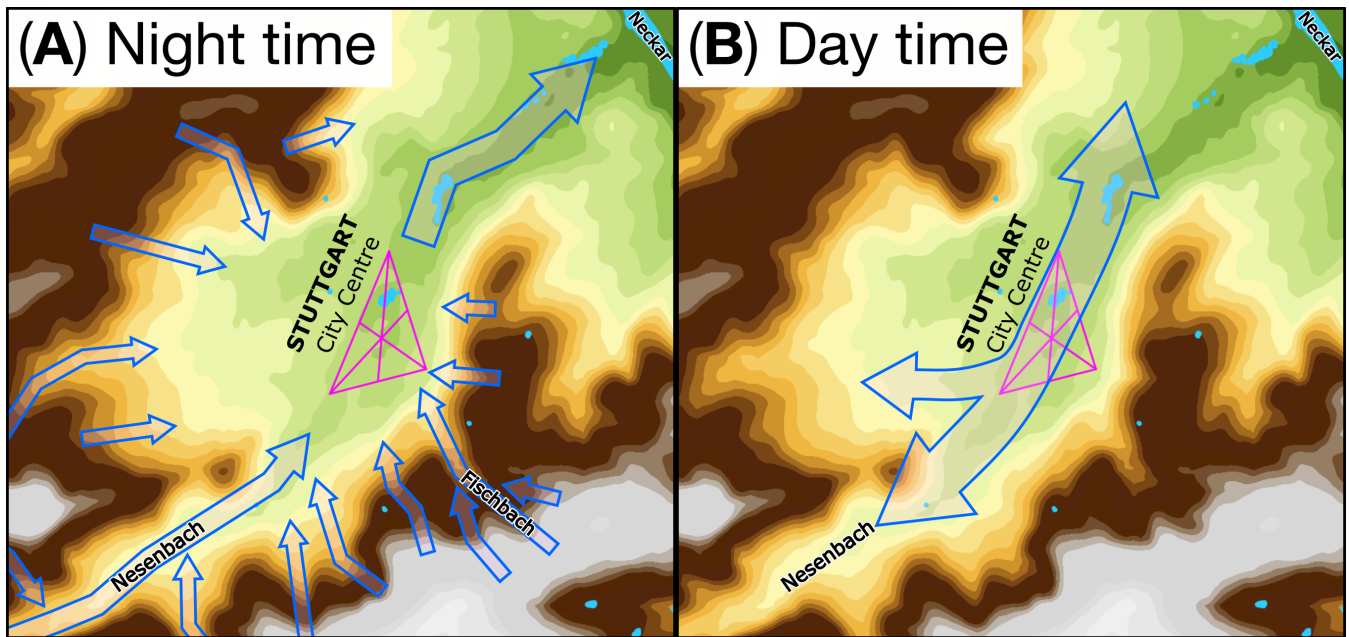 (A) Night time
Neckar
STUTTGART
City Centre
Fischbach
Nesenbach
(B) Day time
Neckar
STUTTGART
City Centre
Nesenbach